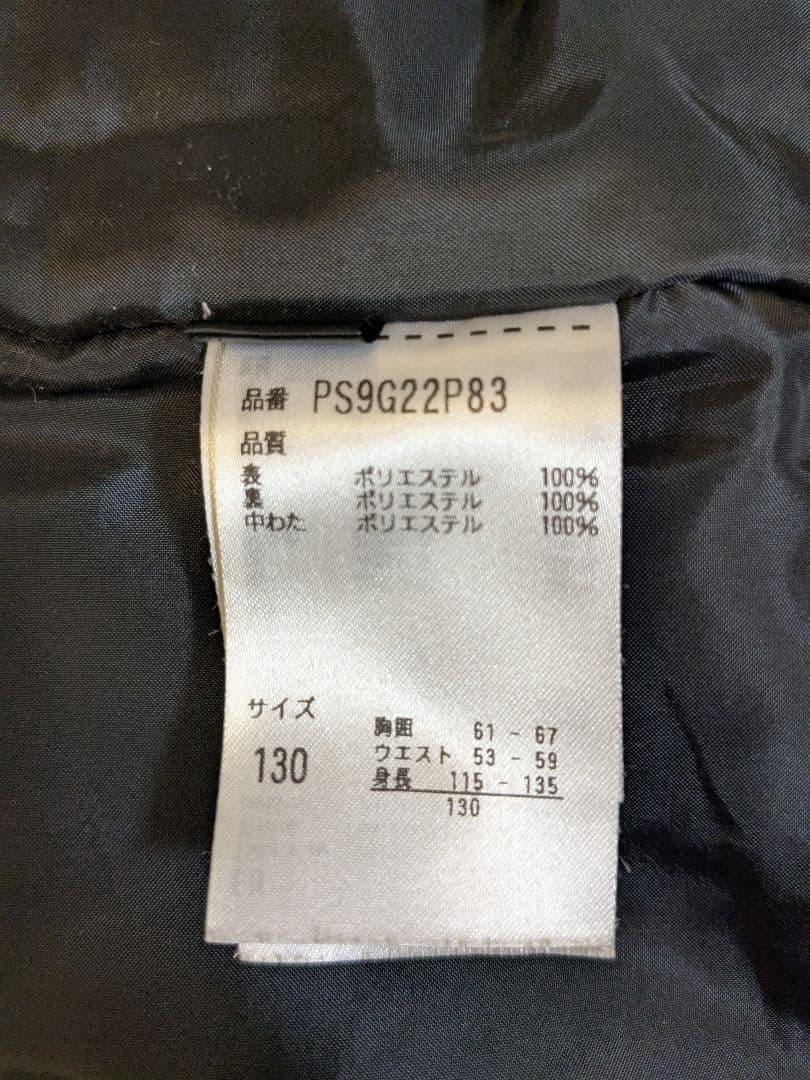 品番 PS9G22P83
品質
表 ポリエステル 100%
裏 ポリエステル 100%
中わた ポリエステル 100%
サイズ
130
胸囲 61 - 67
ウエスト 53 - 59
身長 115 - 135
130